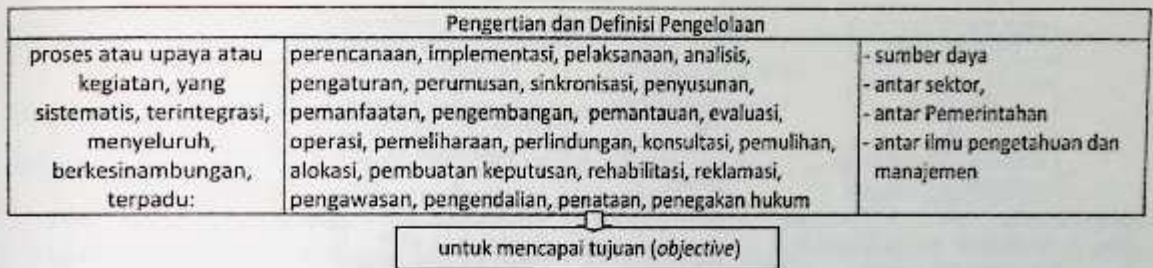 Pengertian dan Definisi Pengelolaan
proses atau upaya atau
kegiatan, yang
sistematis, terintegrasi,
menyeluruh,
berkesinambungan,
terpadu:
perencanaan, implementasi, pelaksanaan, analisis,
pengaturan, perumusan, sinkronisasi, penyusunan,
pemanfaatan, pengembangan, pemantauan, evaluasi,
operasi, pemeliharaan, perlindungan, konsultasi, pemulihan,
alokasi, pembuatan keputusan, rehabilitasi, reklamasi,
pengawasan, pengendalian, penataan, penegakan hukum
- sumber daya
- antar sektor,
- antar Pemerintahan
- antar ilmu pengetahuan dan
manajemen
untuk mencapai tujuan (objective)